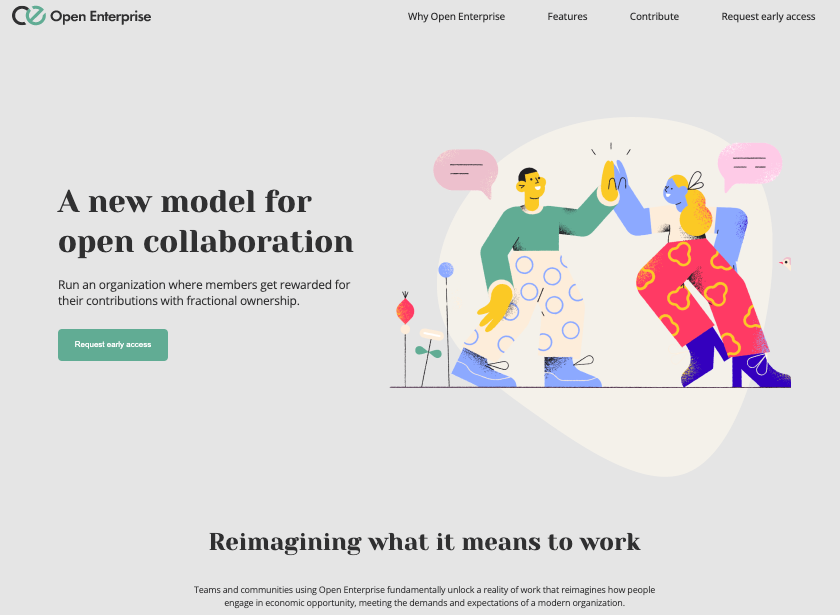 Open Enterprise
Why Open Enterprise
Features
Contribute
Request early access
A new model for
open collaboration
Run an organization where members get rewarded for
their contributions with fractional ownership.
Request early access
Reimagining what it means to work
Teams and communities using Open Enterprise fundamentally unlock a reality of work that reimagines how people
engage in economic opportunity, meeting the demands and expectations of a modern organization.